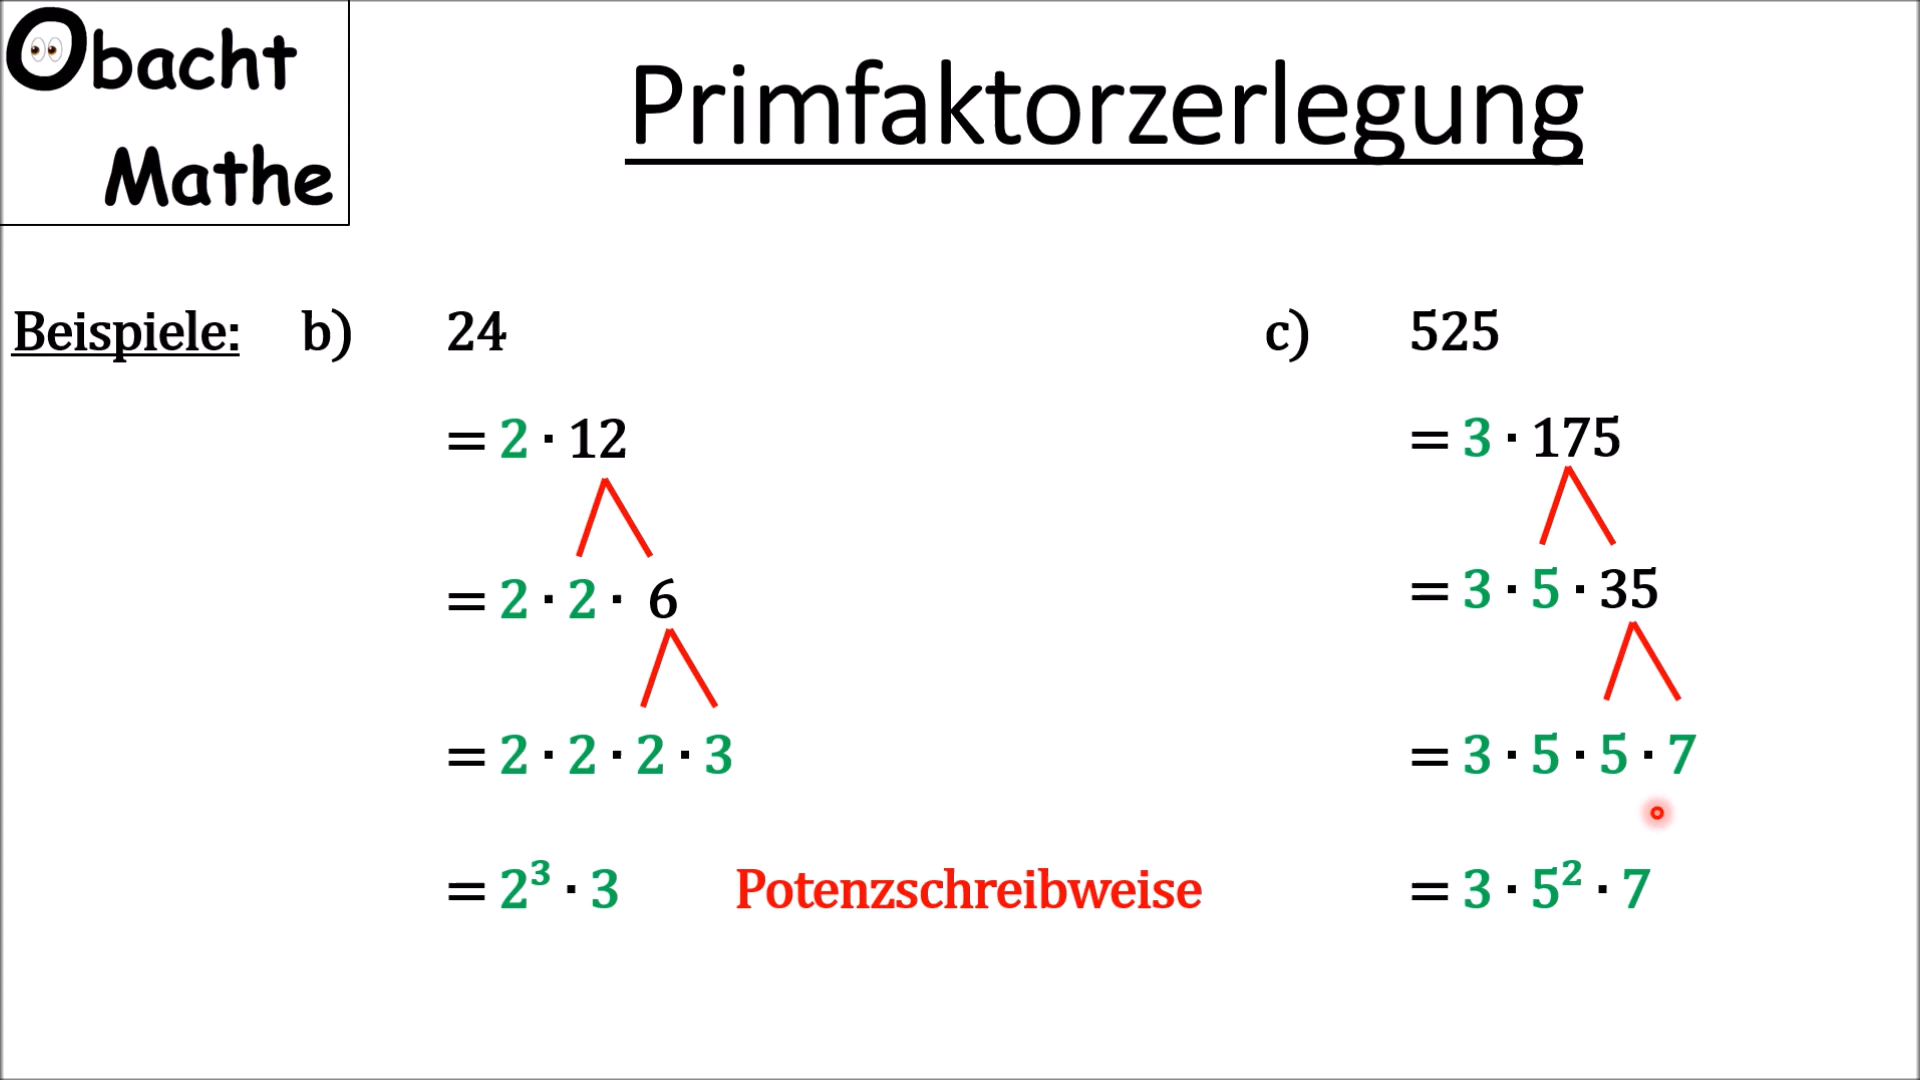 Obacht
Mathe
Primfaktorzerlegung
Beispiele: b) 24
= 2 · 12
= 2 · 2 · 6
= 2 · 2 · 2 · 3
= 2³ · 3
Potenzschreibweise
c) 525
= 3 · 175
= 3 · 5 · 35
= 3 · 5 · 5 · 7
= 3 · 5² · 7